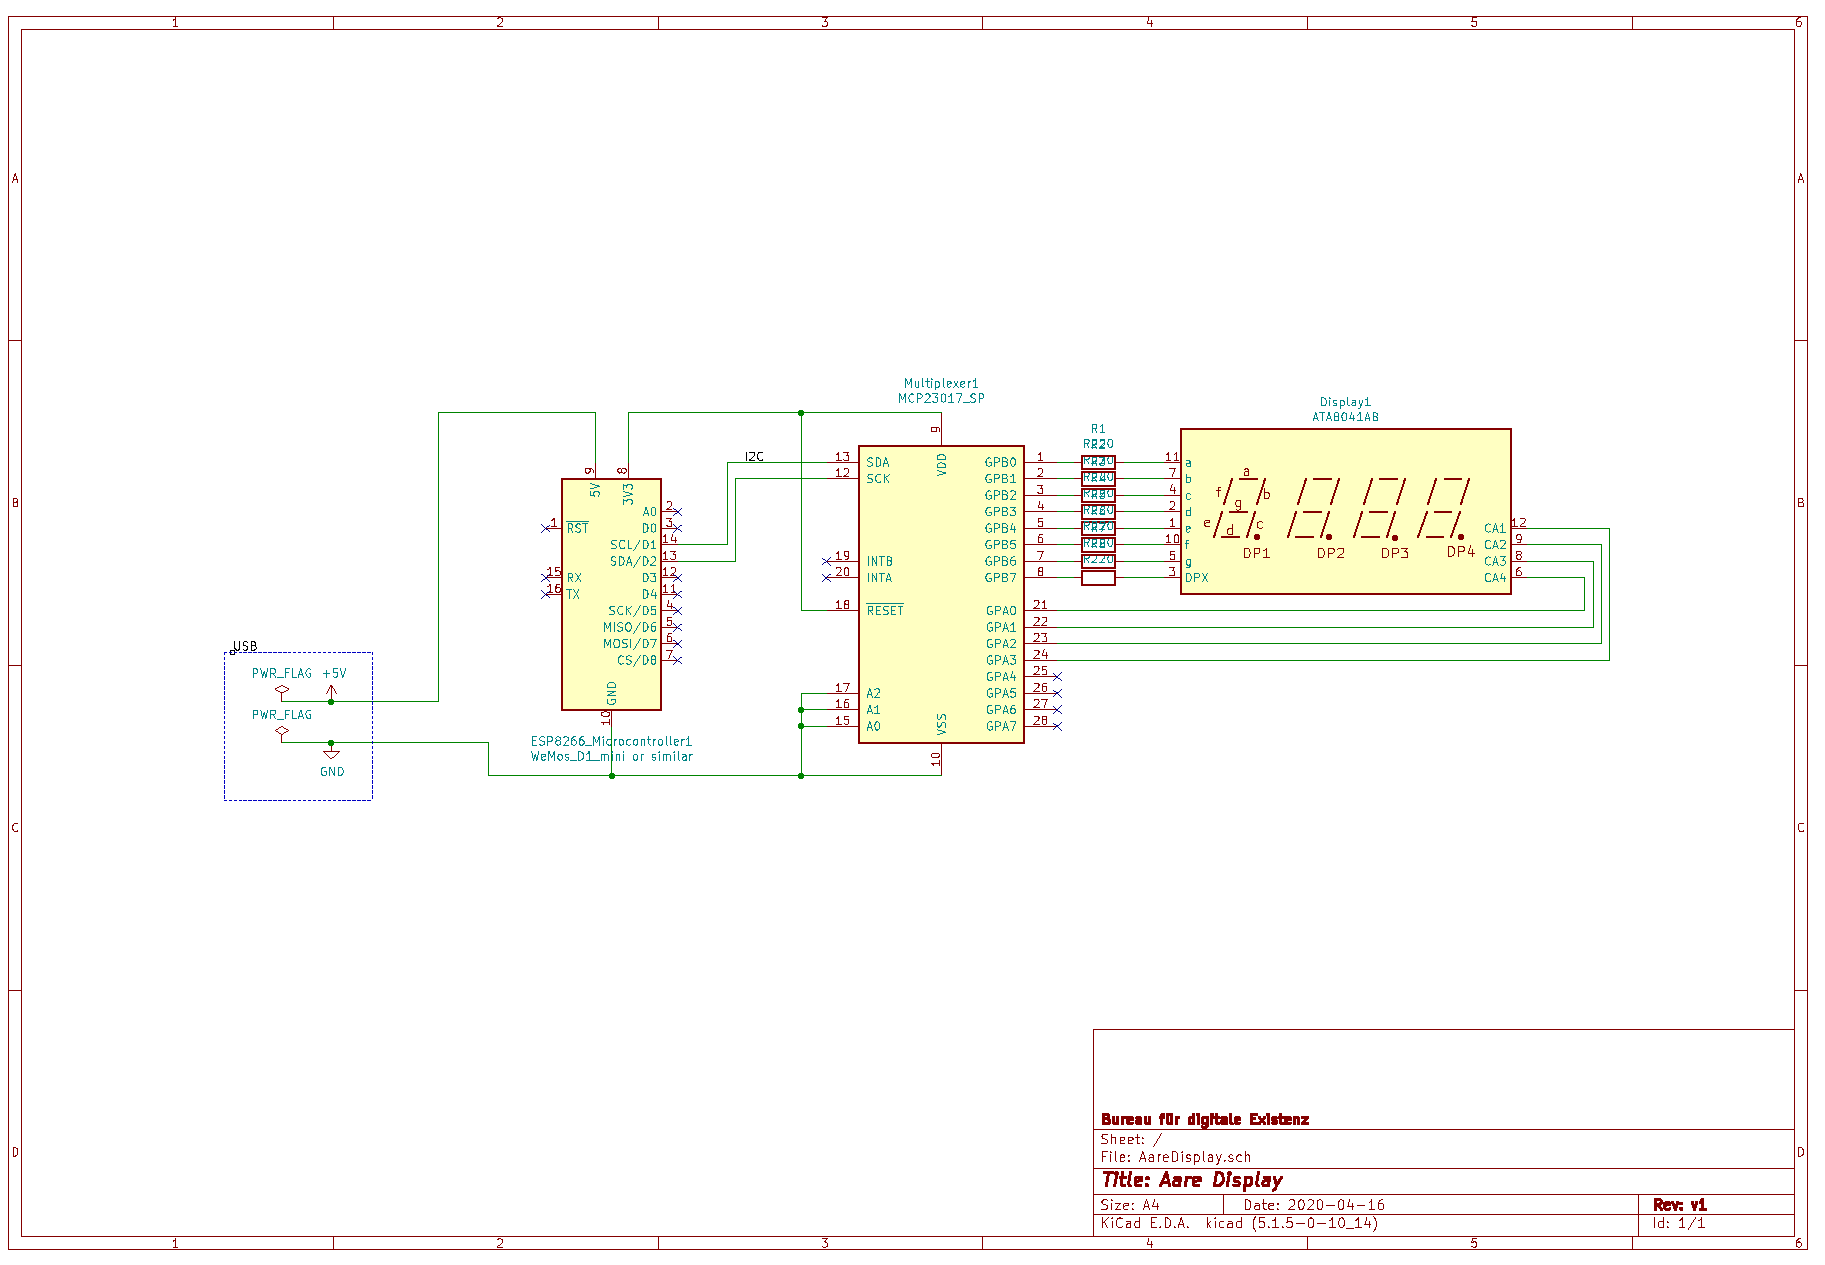 1 2 3 4 5 6
A A
B B
C C
D D
USB
PWR_FLAG +5V
PWR_FLAG
GND
9 8
5V 3V3
1 RST
15 RX
16 TX
A0 2
D0 3
SCL/D1 14
SDA/D2 13
D3 12
D4 11
SCK/D5 4
MISO/D6 5
MOSI/D7 6
CS/D8 7
GND
10
ESP8266_Microcontroller1
WeMos_D1_mini or similar
I2C
Multiplexer1
MCP23017_SP
9
VDD
13 SDA
12 SCK
19 INTB
20 INTA
18 RESET
17 A2
16 A1
15 A0
VSS
10
GPB0 1
GPB1 2
GPB2 3
GPB3 4
GPB4 5
GPB5 6
GPB6 7
GPB7 8
GPA0 21
GPA1 22
GPA2 23
GPA3 24
GPA4 25
GPA5 26
GPA6 27
GPA7 28
R1
R220
Display1
ATA8041AB
11 a
7 b
4 c
2 d
1 e
10 f
5 g
3 DPX
a
f b
g
e d c
DP1 DP2 DP3 DP4
CA1 12
CA2 9
CA3 8
CA4 6
Bureau für digitale Existenz
Sheet: /
File: AareDisplay.sch
Title: Aare Display
Size: A4 Date: 2020-04-16 Rev: v1
KiCad E.D.A. kicad (5.1.5-0-10_14) Id: 1/1
1 2 3 4 5 6